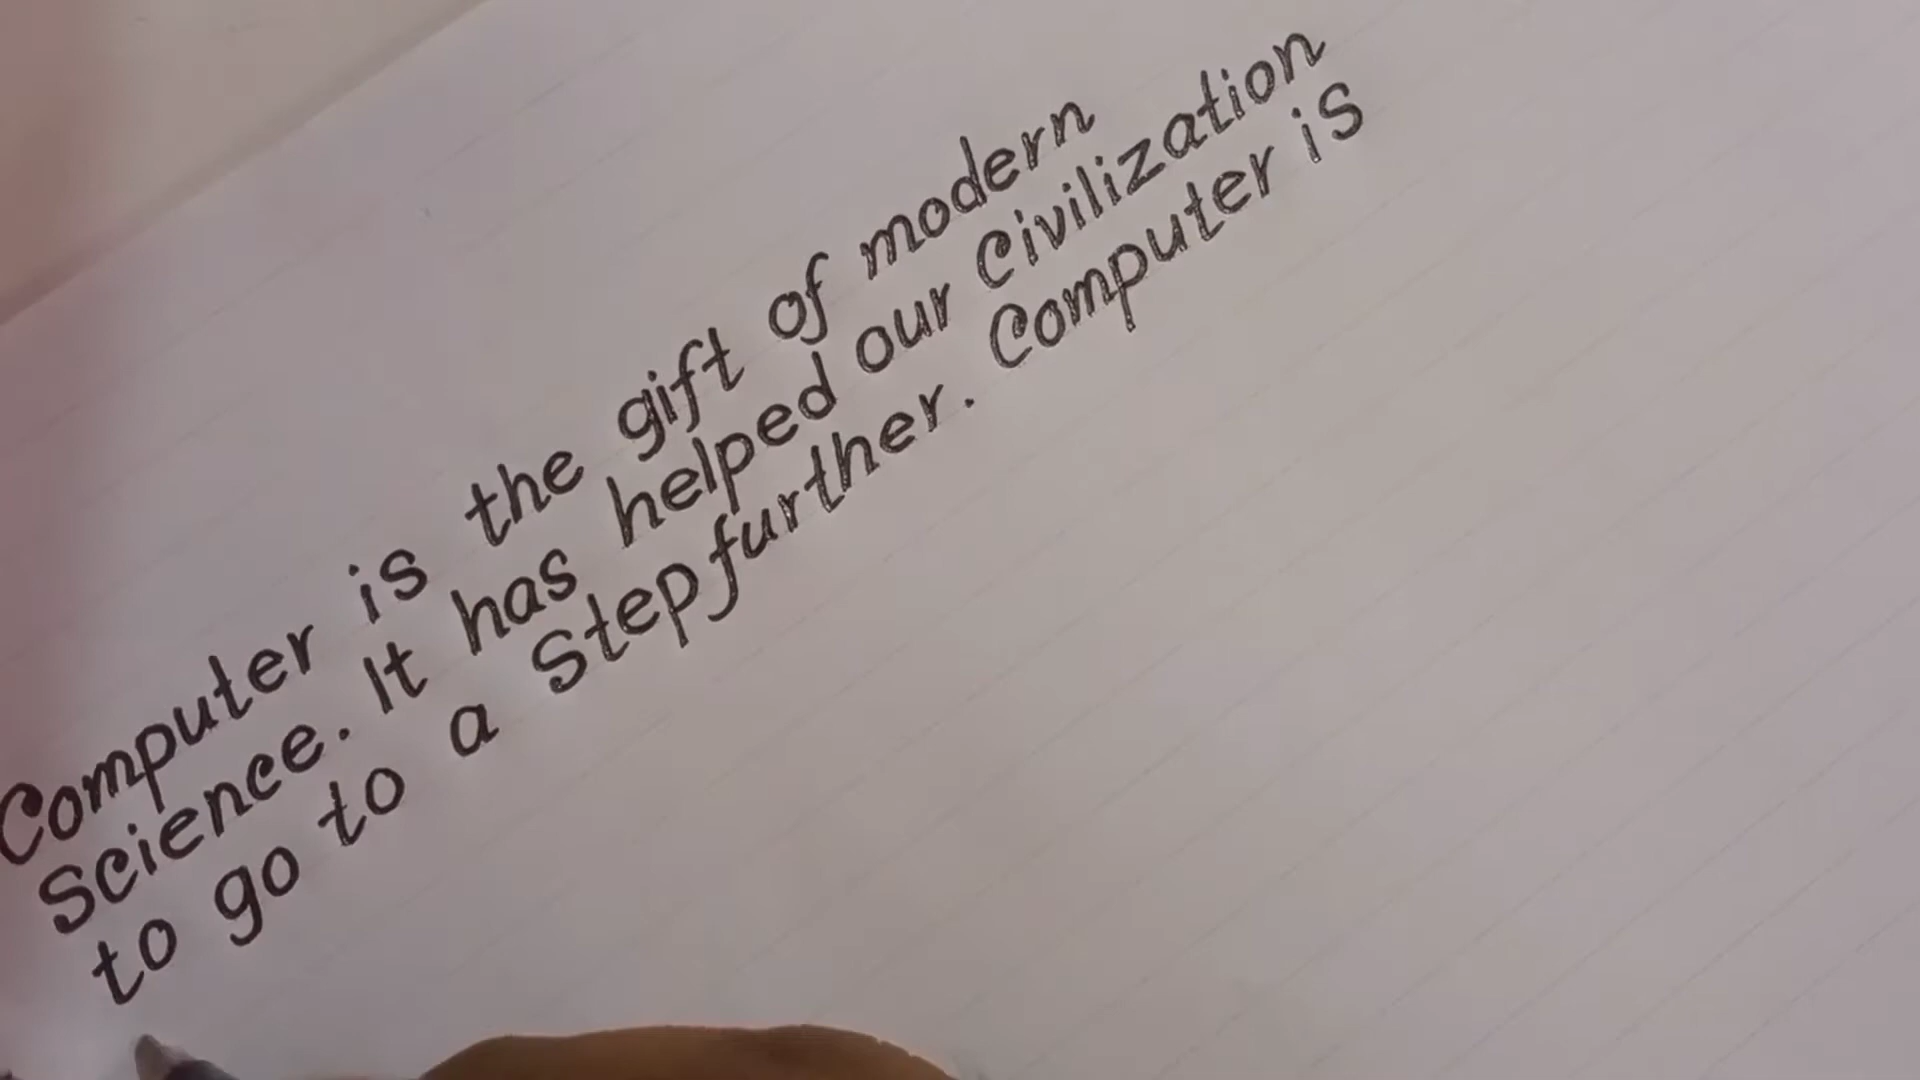 Computer is the gift of modern
Science. It has helped our Civilization
to go to a Step further. Computer is